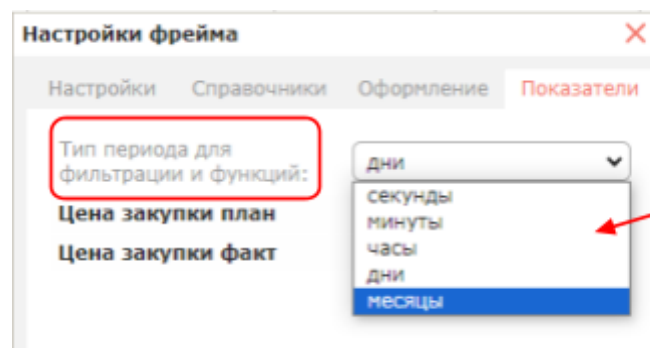 Настройки фрейма
Настройки Справочники Оформление Показатели
Тип периода для
фильтрации и функций:
дни
Цена закупки план
Цена закупки факт
секунды
минуты
часы
дни
месяцы